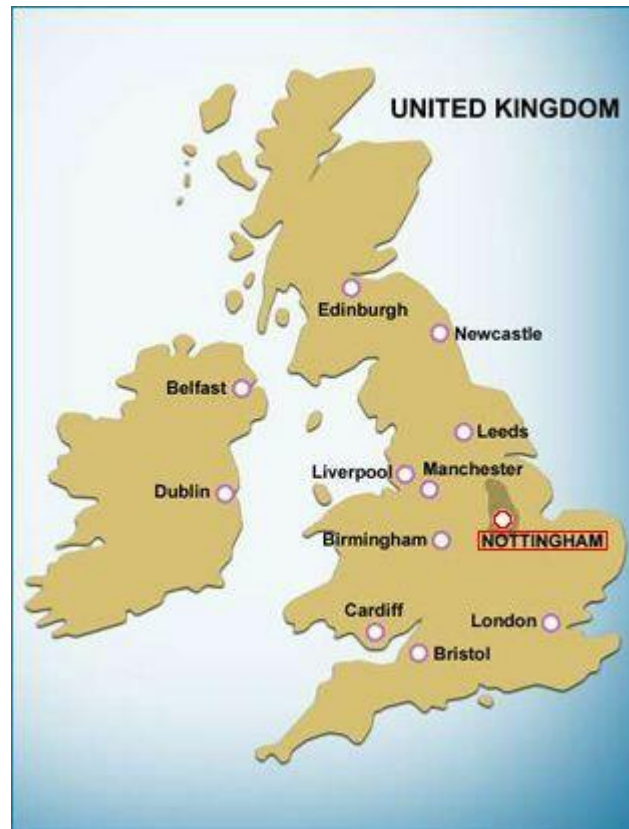 UNITED KINGDOM
Edinburgh
Newcastle
Belfast
Leeds
Liverpool
Manchester
Dublin
Birmingham
NOTTINGHAM
Cardiff
London
Bristol